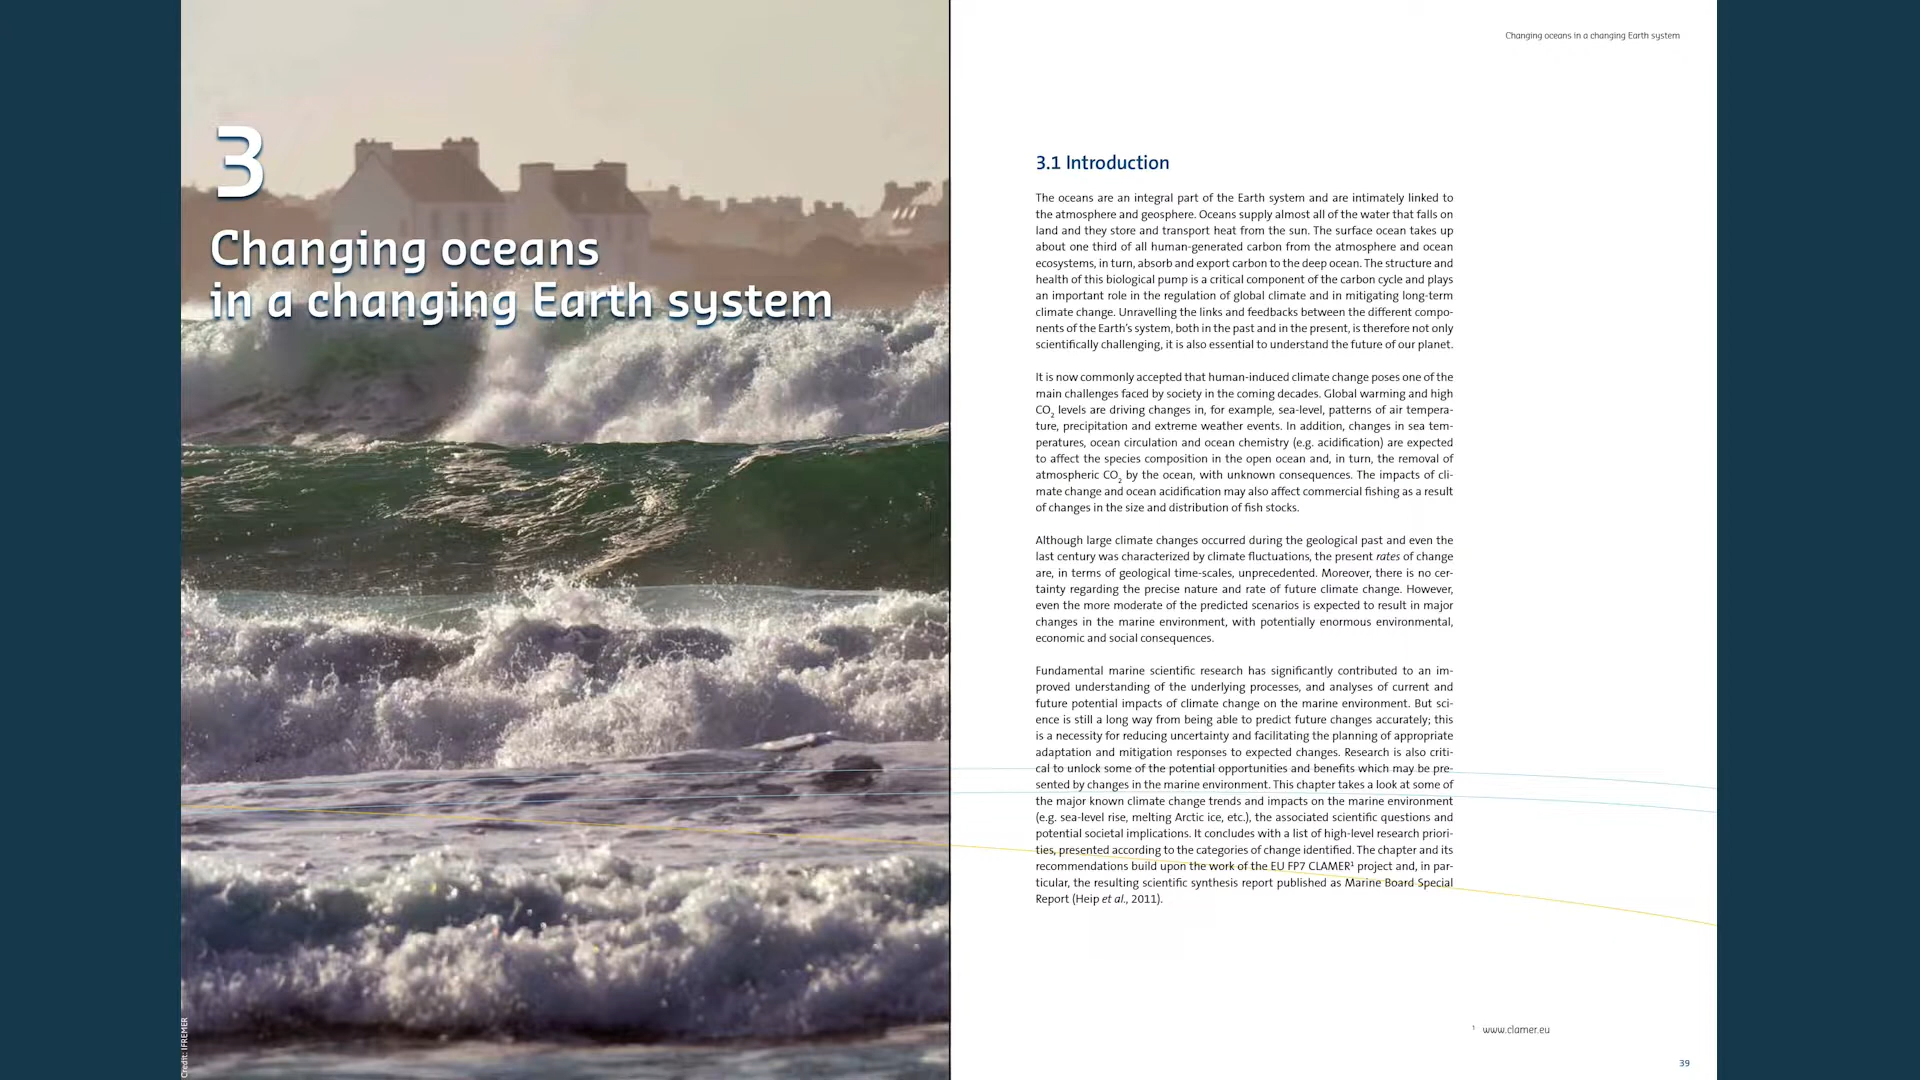 3
Changing oceans
in a changing Earth system
Credit: IFREMER
Changing oceans in a changing Earth system
3.1 Introduction
The oceans are an integral part of the Earth system and are intimately linked to
the atmosphere and geosphere. Oceans supply almost all of the water that falls on
land and they store and transport heat from the sun. The surface ocean takes up
about one third of all human-generated carbon from the atmosphere and ocean
ecosystems, in turn, absorb and export carbon to the deep ocean. The structure and
health of this biological pump is a critical component of the carbon cycle and plays
an important role in the regulation of global climate and in mitigating long-term
climate change. Unravelling the links and feedbacks between the different compo-
nents of the Earth's system, both in the past and in the present, is therefore not only
scientifically challenging, it is also essential to understand the future of our planet.
It is now commonly accepted that human-induced climate change poses one of the
main challenges faced by society in the coming decades. Global warming and high
CO₂ levels are driving changes in, for example, sea-level, patterns of air tempera-
ture, precipitation and extreme weather events. In addition, changes in sea tem-
peratures, ocean circulation and ocean chemistry (e.g. acidification) are expected
to affect the species composition in the open ocean and, in turn, the removal of
atmospheric CO₂ by the ocean, with unknown consequences. The impacts of cli-
mate change and ocean acidification may also affect commercial fishing as a result
of changes in the size and distribution of fish stocks.
Although large climate changes occurred during the geological past and even the
last century was characterized by climate fluctuations, the present rates of change
are, in terms of geological time-scales, unprecedented. Moreover, there is no cer-
tainty regarding the precise nature and rate of future climate change. However,
even the more moderate of the predicted scenarios is expected to result in major
changes in the marine environment, with potentially enormous environmental,
economic and social consequences.
Fundamental marine scientific research has significantly contributed to an im-
proved understanding of the underlying processes, and analyses of current and
future potential impacts of climate change on the marine environment. But sci-
ence is still a long way from being able to predict future changes accurately; this
is a necessity for reducing uncertainty and facilitating the planning of appropriate
adaptation and mitigation responses to expected changes. Research is also criti-
cal to unlock some of the potential opportunities and benefits which may be pre-
sented by changes in the marine environment. This chapter takes a look at some of
the major known climate change trends and impacts on the marine environment
(e.g. sea-level rise, melting Arctic ice, etc.), the associated scientific questions and
potential societal implications. It concludes with a list of high-level research priori-
ties, presented according to the categories of change identified. The chapter and its
recommendations build upon the work of the EU FP7 CLAMER¹ project and, in par-
ticular, the resulting scientific synthesis report published as Marine Board Special
Report (Heip et al., 2011).
¹ www.clamer.eu
39